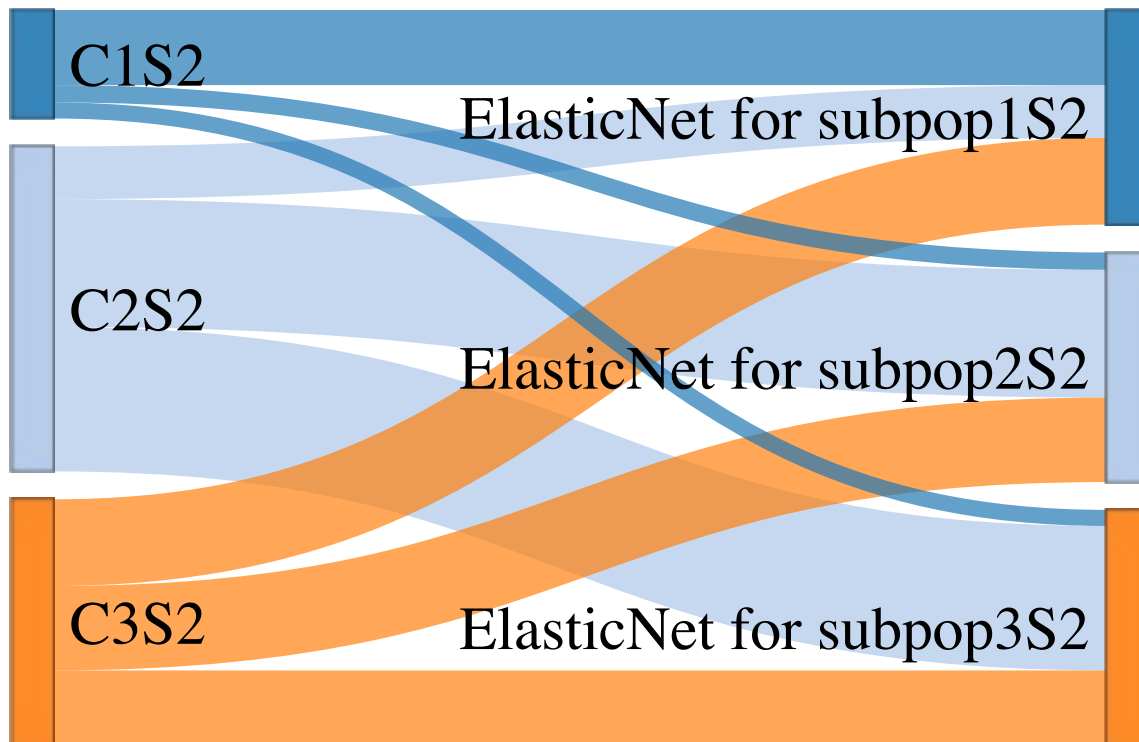 C1S2
ElasticNet for subpop1S2
C2S2
ElasticNet for subpop2S2
C3S2
ElasticNet for subpop3S2